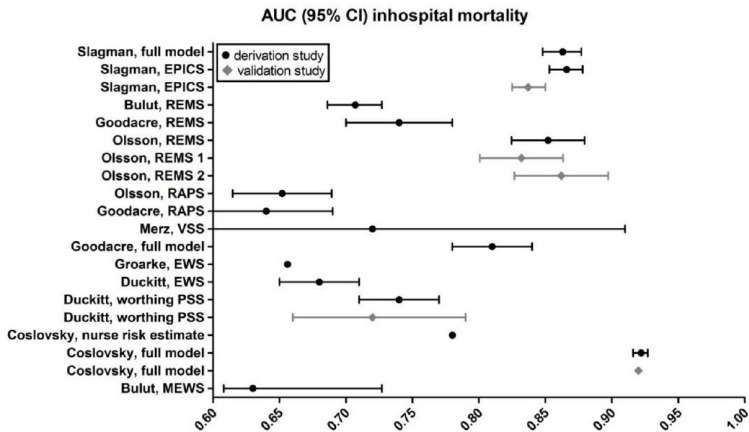 AUC (95% CI) inhospital mortality
derivation study
validation study
Slagman, full model
Slagman, EPICS
Slagman, EPICS
Bulut, REMS
Goodacre, REMS
Olsson, REMS
Olsson, REMS 1
Olsson, REMS 2
Olsson, RAPS
Goodacre, RAPS
Merz, VSS
Goodacre, full model
Groarke, EWS
Duckitt, EWS
Duckitt, worthing PSS
Duckitt, worthing PSS
Coslovsky, nurse risk estimate
Coslovsky, full model
Coslovsky, full model
Bulut, MEWS
0.60 0.65 0.70 0.75 0.80 0.85 0.90 0.95 1.00